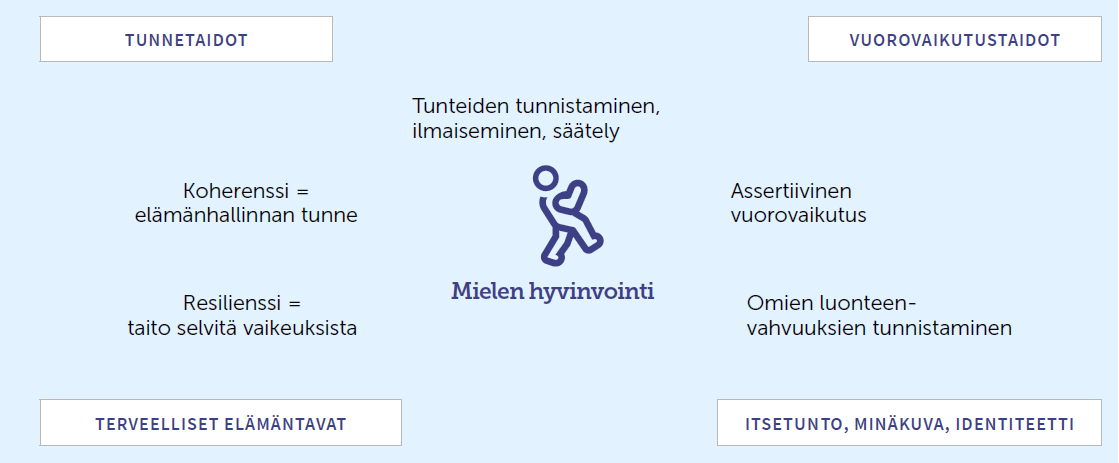 TUNNETAIDOT
VUOROVAIKUTUSTAIDOT
Tunteiden tunnistaminen,
ilmaiseminen, säätely
Koherenssi =
elämänhallinnan tunne
Assertiivinen
vuorovaikutus
Mielen hyvinvointi
Resilienssi =
taito selvitä vaikeuksista
Omien luonteen-
vahvuuksien tunnistaminen
TERVEELLISET ELÄMÄNTAVAT
ITSETUNTO, MINÄKUVA, IDENTITEETTI